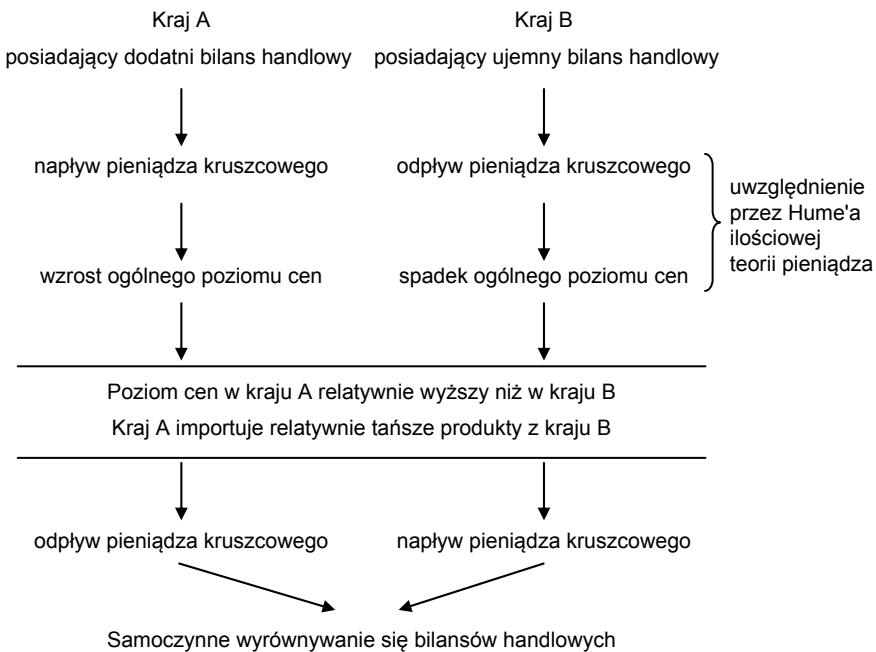 Kraj A
Kraj B
posiadający dodatni bilans handlowy
posiadający ujemny bilans handlowy
napływ pieniądza kruszcowego
odpływ pieniądza kruszcowego
uwzględnienie
przez Hume'a
ilościowej
teorii pieniądza
wzrost ogólnego poziomu cen
spadek ogólnego poziomu cen
Poziom cen w kraju A relatywnie wyższy niż w kraju B
Kraj A importuje relatywnie tańsze produkty z kraju B
odpływ pieniądza kruszcowego
napływ pieniądza kruszcowego
Samoczynne wyrównywanie się bilansów handlowych